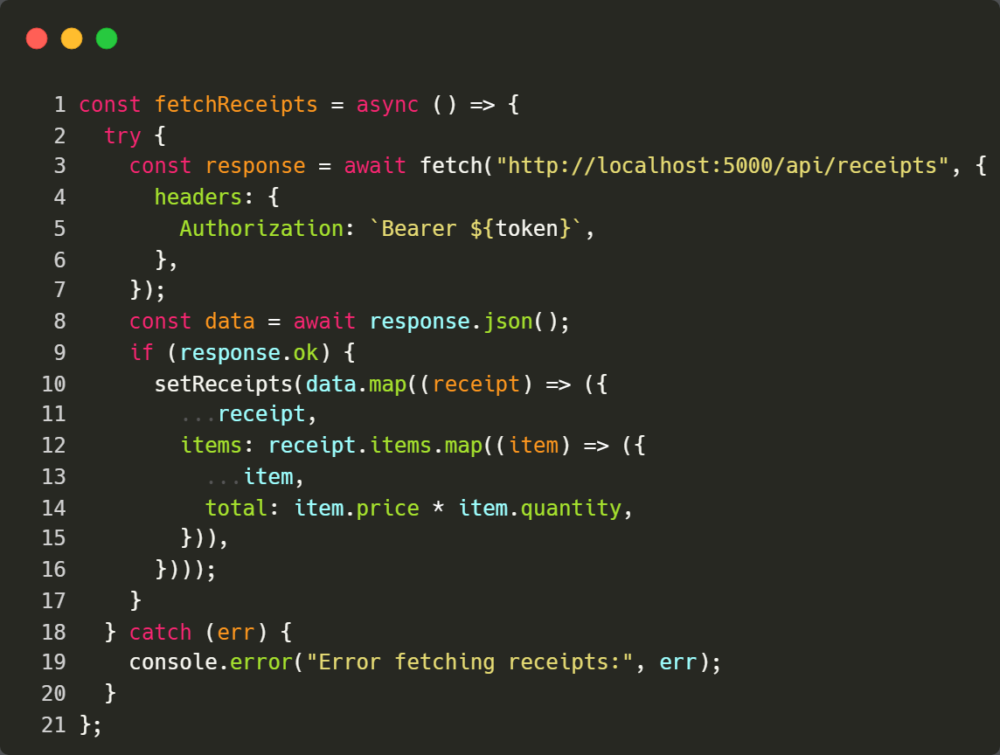 1 const fetchReceipts = async () => {
2   try {
3     const response = await fetch("http://localhost:5000/api/receipts", {
4       headers: {
5         Authorization: `Bearer ${token}`,
6       },
7     });
8     const data = await response.json();
9     if (response.ok) {
10       setReceipts(data.map((receipt) => ({
11         ...receipt,
12         items: receipt.items.map((item) => ({
13           ...item,
14           total: item.price * item.quantity,
15         })),
16       })));
17     }
18   } catch (err) {
19     console.error("Error fetching receipts:", err);
20   }
21 };